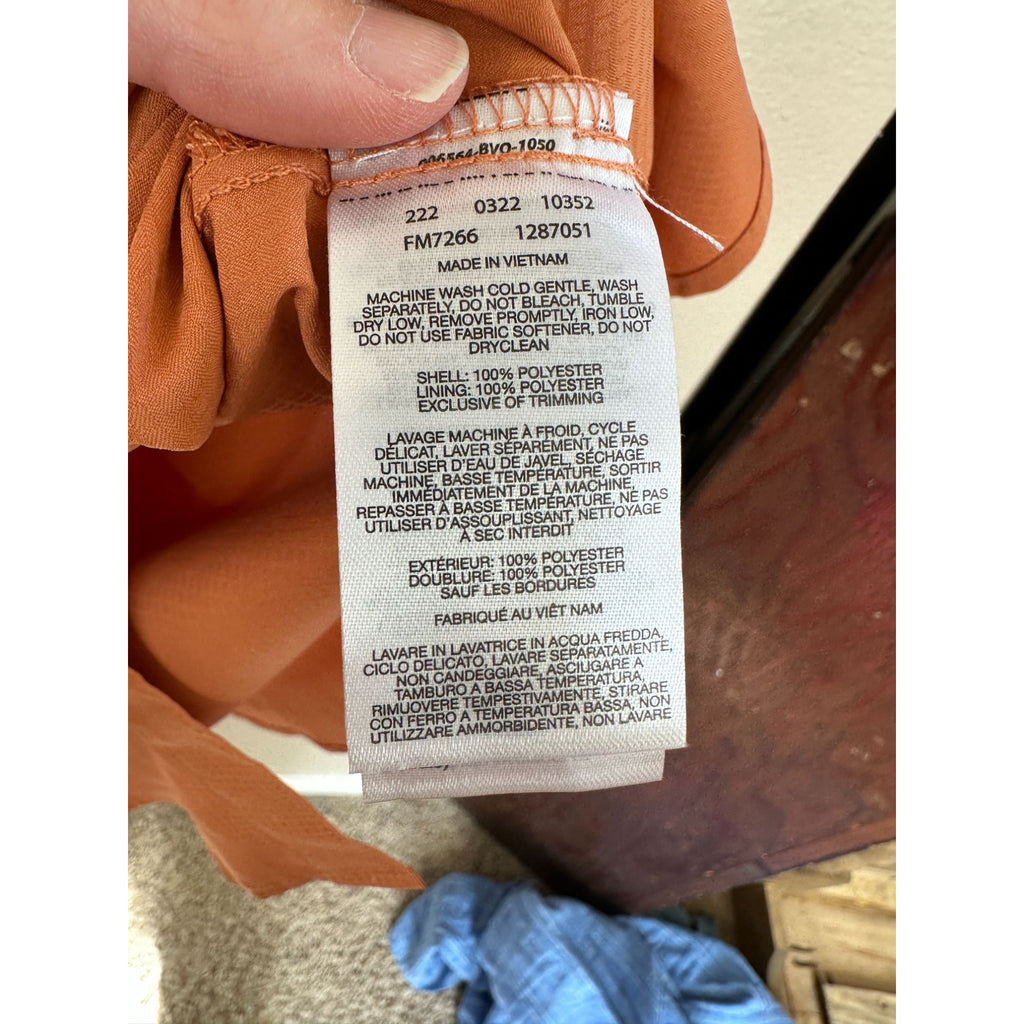 -BVO-1050
222 0322 10352
FM7266 1287051
MADE IN VIETNAM
MACHINE WASH COLD GENTLE, WASH
SEPARATELY, DO NOT BLEACH, TUMBLE
DRY LOW, REMOVE PROMPTLY, IRON LOW,
DO NOT USE FABRIC SOFTENER, DO NOT
DRYCLEAN
SHELL: 100% POLYESTER
LINING: 100% POLYESTER
EXCLUSIVE OF TRIMMING
LAVAGE MACHINE À FROID, CYCLE
DÉLICAT, LAVER SÉPARÉMENT, NE PAS
UTILISER D'EAU DE JAVEL, SÉCHAGE
MACHINE, BASSE TEMPÉRATURE, SORTIR
IMMÉDIATEMENT DE LA MACHINE,
REPASSER À BASSE TEMPÉRATURE, NE PAS
UTILISER D'ASSOUPLISSANT, NETTOYAGE
À SEC INTERDIT
EXTÉRIEUR: 100% POLYESTER
DOUBLURE: 100% POLYESTER
SAUF LES BORDURES
FABRIQUÉ AU VIÊT NAM
LAVARE IN LAVATRICE IN ACQUA FREDDA,
CICLO DELICATO, LAVARE SEPARATAMENTE,
NON CANDEGGIARE, ASCIUGARE A
TAMBURO A BASSA TEMPERATURA,
RIMUOVERE TEMPESTIVAMENTE, STIRARE
CON FERRO A TEMPERATURA BASSA, NON
UTILIZZARE AMMORBIDENTE, NON LAVARE